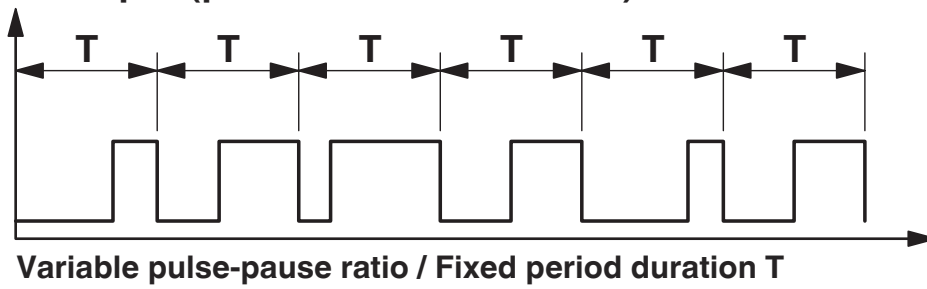 T T T T T T
Variable pulse-pause ratio / Fixed period duration T